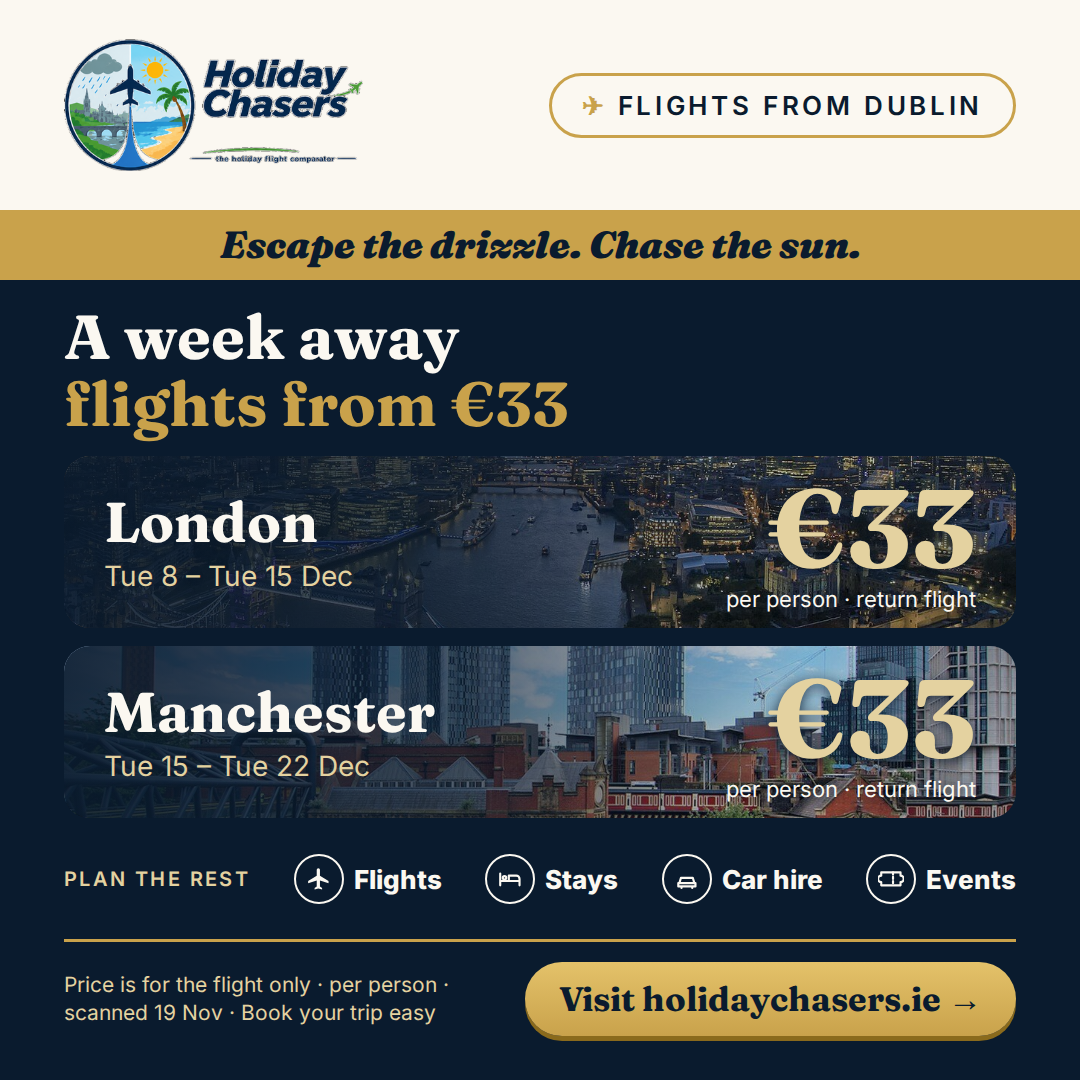 Holiday
Chasers
the holiday flight comparator
✈ FLIGHTS FROM DUBLIN
Escape the drizzle. Chase the sun.
A week away
flights from €33
London
Tue 8 – Tue 15 Dec
€33
per person · return flight
Manchester
Tue 15 – Tue 22 Dec
€33
per person · return flight
PLAN THE REST
Flights
Stays
Car hire
Events
Price is for the flight only · per person ·
scanned 19 Nov · Book your trip easy
Visit holidaychasers.ie →